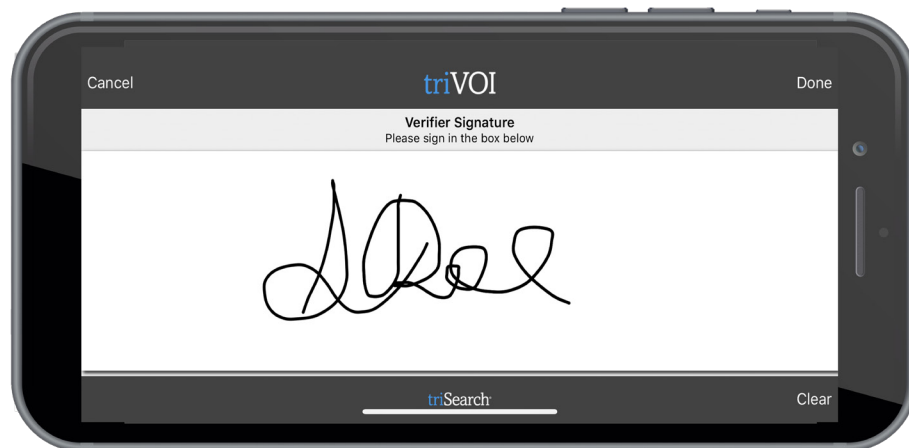 Cancel triVOI Done
Verifier Signature
Please sign in the box below
triSearch Clear